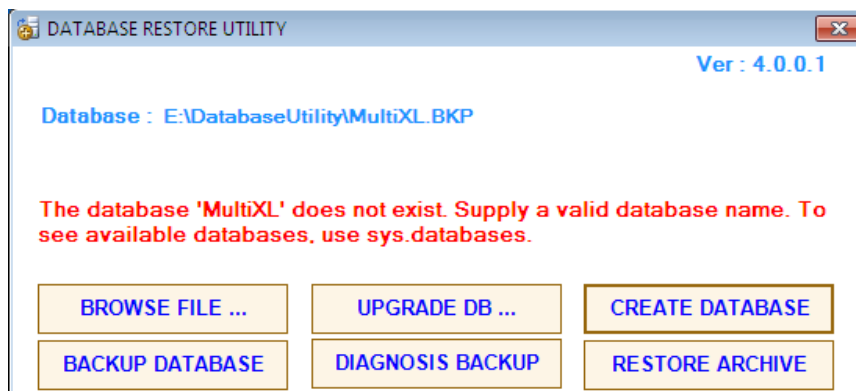 DATABASE RESTORE UTILITY
Ver : 4.0.0.1
Database : E:\DatabaseUtility\MultiXL.BKP
The database 'MultiXL' does not exist. Supply a valid database name. To
see available databases, use sys.databases.
BROWSE FILE ... UPGRADE DB ... CREATE DATABASE
BACKUP DATABASE DIAGNOSIS BACKUP RESTORE ARCHIVE